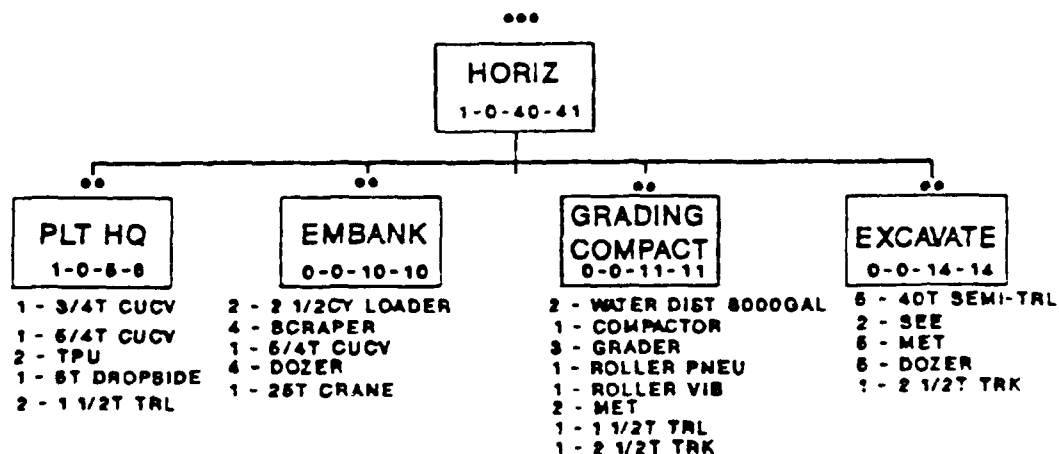 HORIZ
1-0-40-41
PLT HQ
1-0-5-6
1 - 3/4T CUCV
1 - 5/4T CUCV
2 - TPU
1 - 5T DROPSIDE
2 - 1 1/2T TRL
EMBANK
0-0-10-10
2 - 2 1/2CY LOADER
4 - SCRAPER
1 - 5/4T CUCV
4 - DOZER
1 - 25T CRANE
GRADING
COMPACT
0-0-11-11
2 - WATER DIST 6000GAL
1 - COMPACTOR
3 - GRADER
1 - ROLLER PNEU
1 - ROLLER VIB
2 - MET
1 - 1 1/2T TRL
1 - 2 1/2T TRK
EXCAVATE
0-0-14-14
5 - 40T SEMI-TRL
2 - SEE
5 - MET
5 - DOZER
1 - 2 1/2T TRK